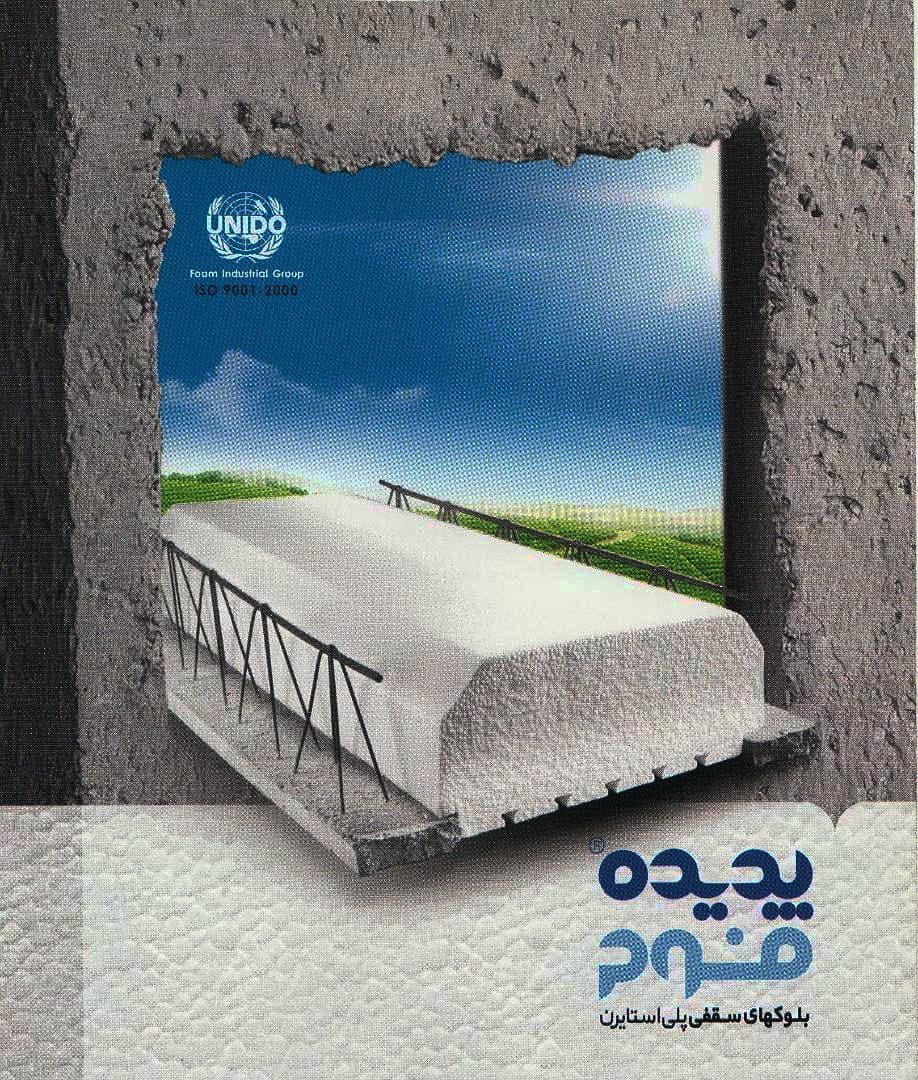 UNIDO
Foam Industrial Group
ISO 9001-2000
®
پدیده
فوم
بلوکهای سقفی پلی استایرن